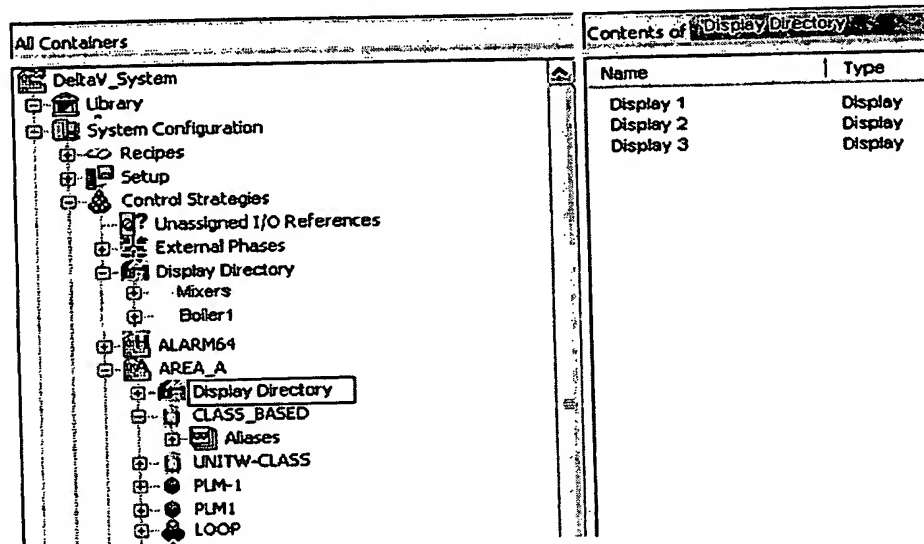 All Containers
DeltaV_System
Library
System Configuration
Recipes
Setup
Control Strategies
Unassigned I/O References
External Phases
Display Directory
Mixers
Boiler1
ALARM64
AREA_A
Display Directory
CLASS_BASED
Aliases
UNITW-CLASS
PLM-1
PLM1
LOOP
Contents of Display Directory
Name Type
Display 1 Display
Display 2 Display
Display 3 Display